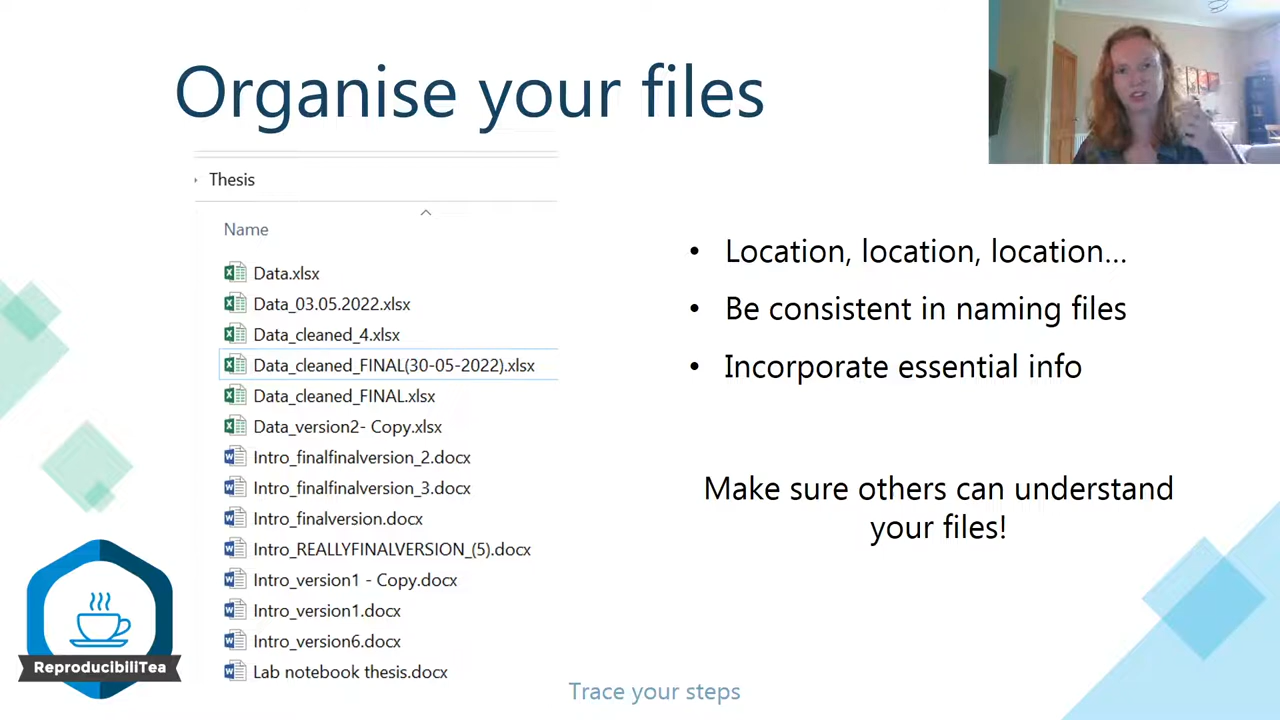 Organise your files
Thesis
Name
Data.xlsx
Data_03.05.2022.xlsx
Data_cleaned_4.xlsx
Data_cleaned_FINAL(30-05-2022).xlsx
Data_cleaned_FINAL.xlsx
Data_version2- Copy.xlsx
Intro_finalfinalversion_2.docx
Intro_finalfinalversion_3.docx
Intro_finalversion.docx
Intro_REALLYFINALVERSION_(5).docx
Intro_version1 - Copy.docx
Intro_version1.docx
Intro_version6.docx
Lab notebook thesis.docx
• Location, location, location...
• Be consistent in naming files
• Incorporate essential info
Make sure others can understand
your files!
ReproducibiliTea
Trace your steps